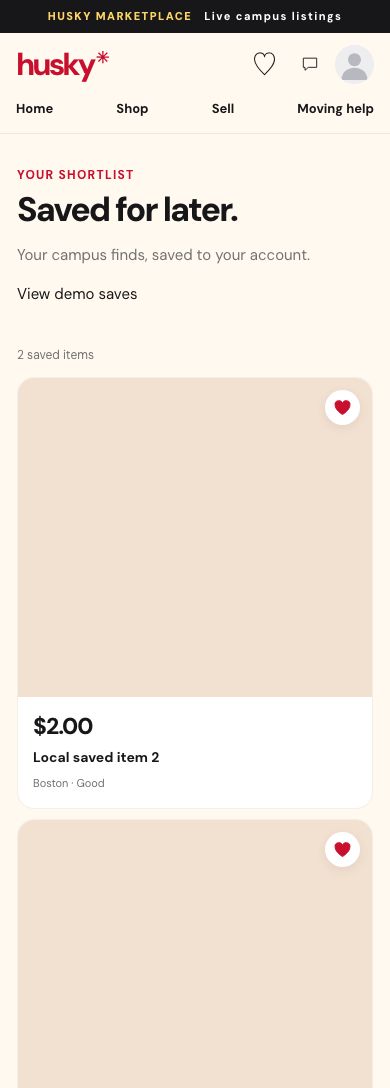 HUSKY MARKETPLACE Live campus listings
husky*
Home Shop Sell Moving help
YOUR SHORTLIST
Saved for later.
Your campus finds, saved to your account.
View demo saves
2 saved items
$2.00
Local saved item 2
Boston · Good